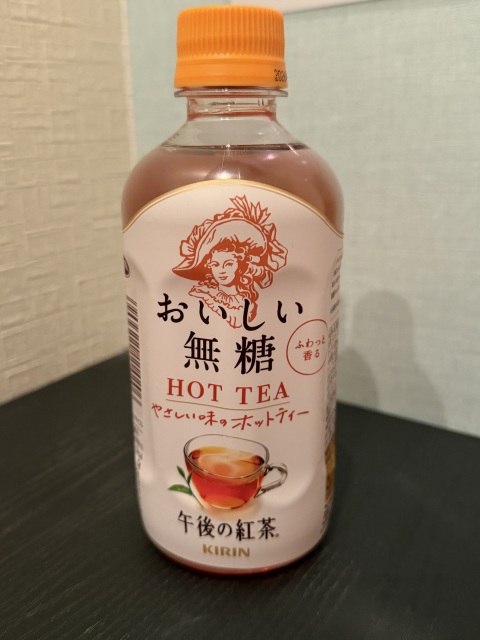 おいしい
無糖
ふわっと
香る
HOT TEA
やさしい味のホットティー
午後の紅茶®
KIRIN